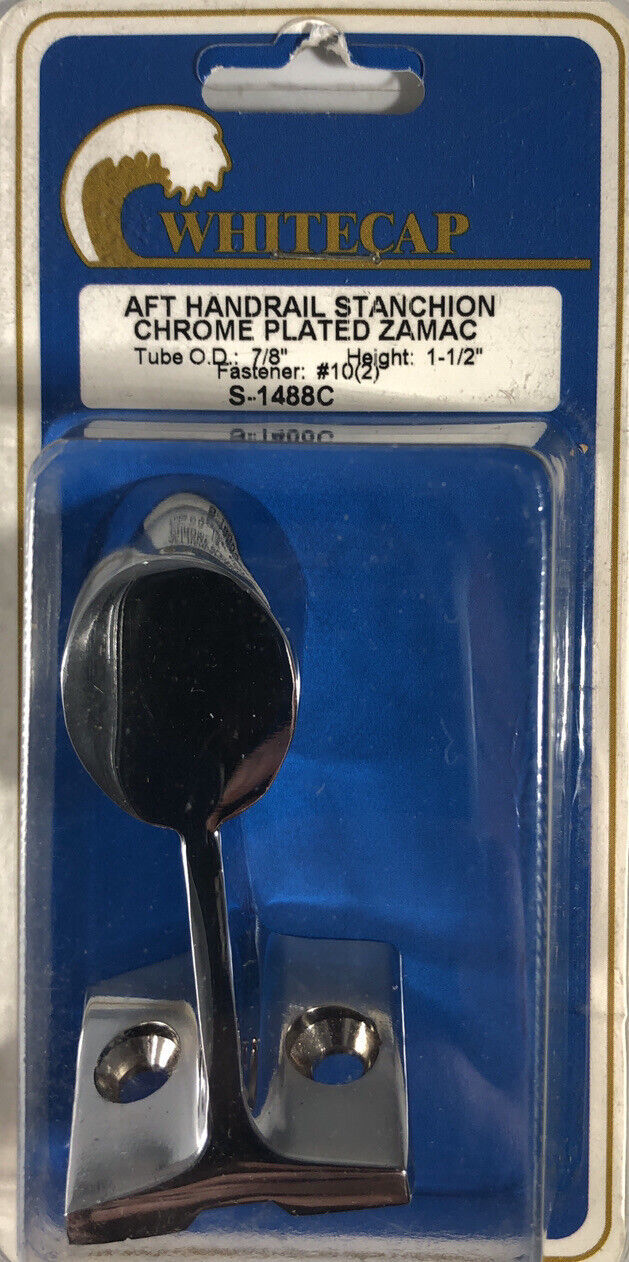 WHITECAP
AFT HANDRAIL STANCHION
CHROME PLATED ZAMAC
Tube O.D.: 7/8" Height: 1-1/2"
Fastener: #10(2)
S-1488C